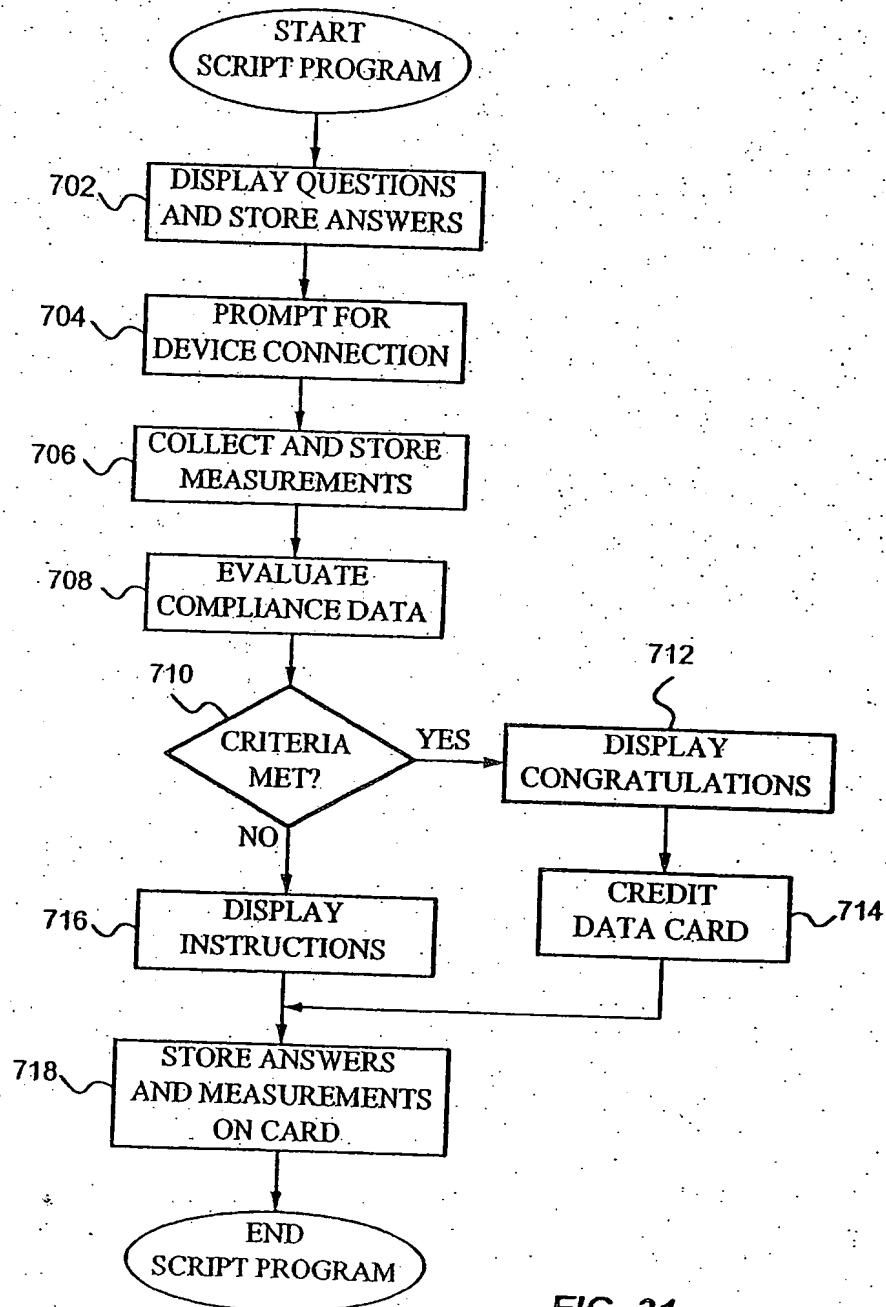 START
SCRIPT PROGRAM
702
DISPLAY QUESTIONS
AND STORE ANSWERS
704
PROMPT FOR
DEVICE CONNECTION
706
COLLECT AND STORE
MEASUREMENTS
708
EVALUATE
COMPLIANCE DATA
710
CRITERIA
MET?
YES
712
DISPLAY
CONGRATULATIONS
NO
716
DISPLAY
INSTRUCTIONS
CREDIT
DATA CARD
714
718
STORE ANSWERS
AND MEASUREMENTS
ON CARD
END
SCRIPT PROGRAM